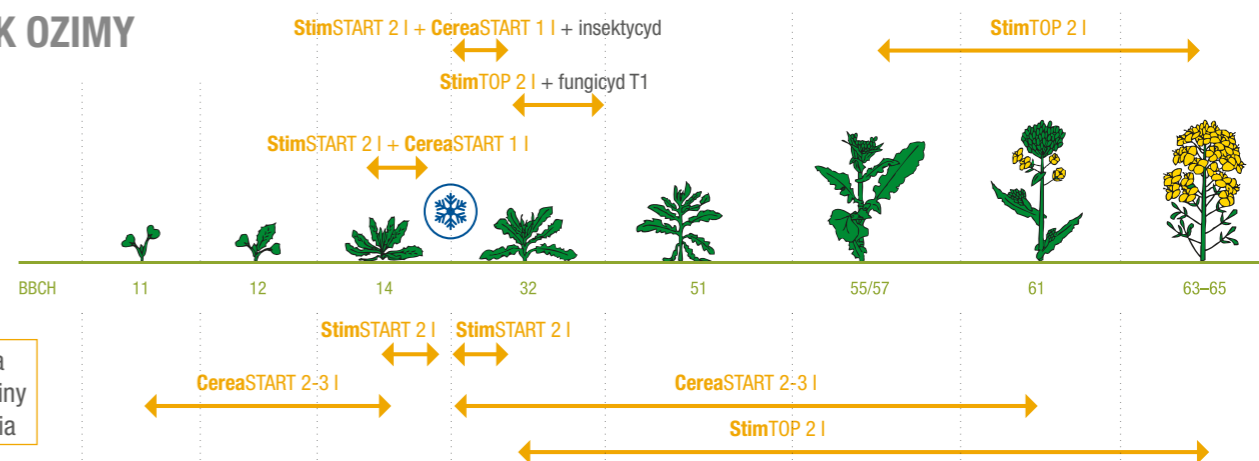 K OZIMY
StimSTART 2 l + CereaSTART 1 l + insektycyd
StimTOP 2 l
StimTOP 2 l + fungicyd T1
StimSTART 2 l + CereaSTART 1 l
BBCH 11 12 14 32 51 55/57 61 63–65
StimSTART 2 l StimSTART 2 l
CereaSTART 2-3 l CereaSTART 2-3 l
StimTOP 2 l
a
iny
ia